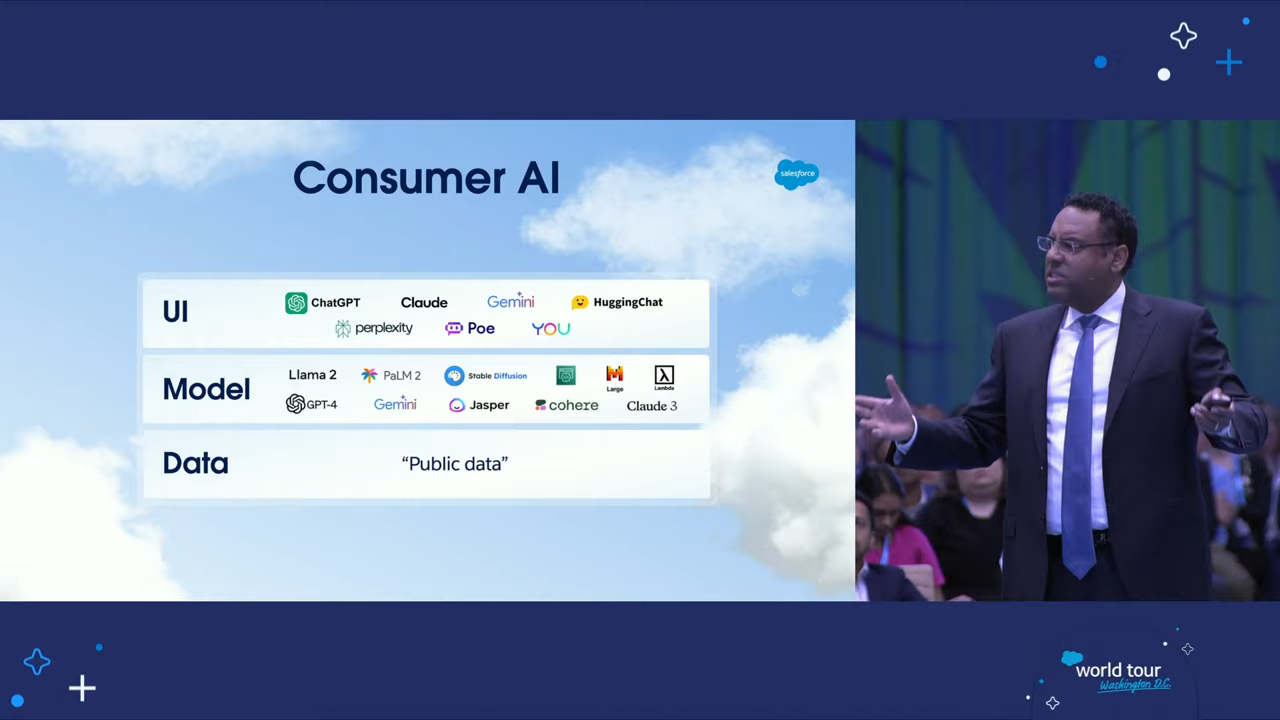 Consumer AI
salesforce
UI
ChatGPT Claude Gemini HuggingChat
perplexity Poe YOU
Model
Llama 2 PaLM 2 Stable Diffusion Large LAMBDA
GPT-4 Gemini Jasper cohere Claude 3
Data
“Public data”
world tour
Washington D.C.